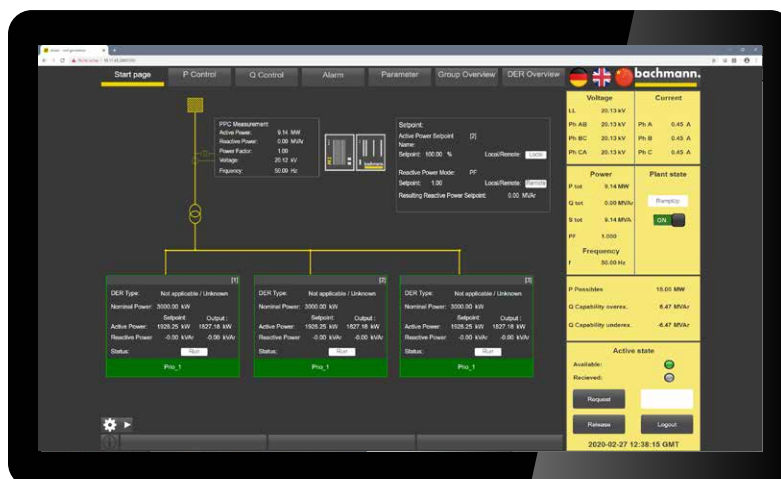 Start page
P Control
Q Control
Alarm
Parameter
Group Overview
DER Overview
bachmann.
PPC Measurement
Active Power: 9.14 MW
Reactive Power: 0.00 MVAr
Power Factor: 1.00
Voltage 20.12 kV
Frquency: 50.00 Hz
Setpoint:
Active Power Setpoint [2]
Name:
Setpoint: 100.00 % Local/Remote:
Reactive Power Mode: PF
Setpoint: 1.00 Local/Remote: Remote
Resulting Reactive Power Setpoint: 0.00 MVAr
[1]
DER Type: Not applicable / Unknown
Nominal Power: 3000.00 kW
Setpoint: Output :
Active Power: 1928.25 kW 1827.18 kW
Reactive Power -0.00 kVAr -0.00 kVAr
Status: Run
Prio_1
[2]
DER Type: Not applicable / Unknown
Nominal Power: 3000.00 kW
Setpoint: Output :
Active Power: 1928.25 kW 1827.18 kW
Reactive Power -0.00 kVAr -0.00 kVAr
Status: Run
Prio_1
[3]
DER Type: Not applicable / Unknown
Nominal Power: 3000.00 kW
Setpoint: Output :
Active Power: 1928.25 kW 1827.18 kW
Reactive Power -0.00 kVAr -0.00 kVAr
Status: Run
Prio_1
Voltage Current
LL 20.13 kV
Ph AB 20.13 kV Ph A 0.45 A
Ph BC 20.13 kV Ph B 0.45 A
Ph CA 20.13 kV Ph C 0.45 A
Power Plant state
P tot 9.14 MW
Q tot 0.00 MVAr RampUp
S tot 9.14 MVA ON
PF 1.000
Frequency
f 50.00 Hz
P Possibles 15.00 MW
Q Capability overex. 6.47 MVAr
Q Capability underex. -6.47 MVAr
Active state
Available:
Recieved:
Request
Release Logout
2020-02-27 12:38:15 GMT